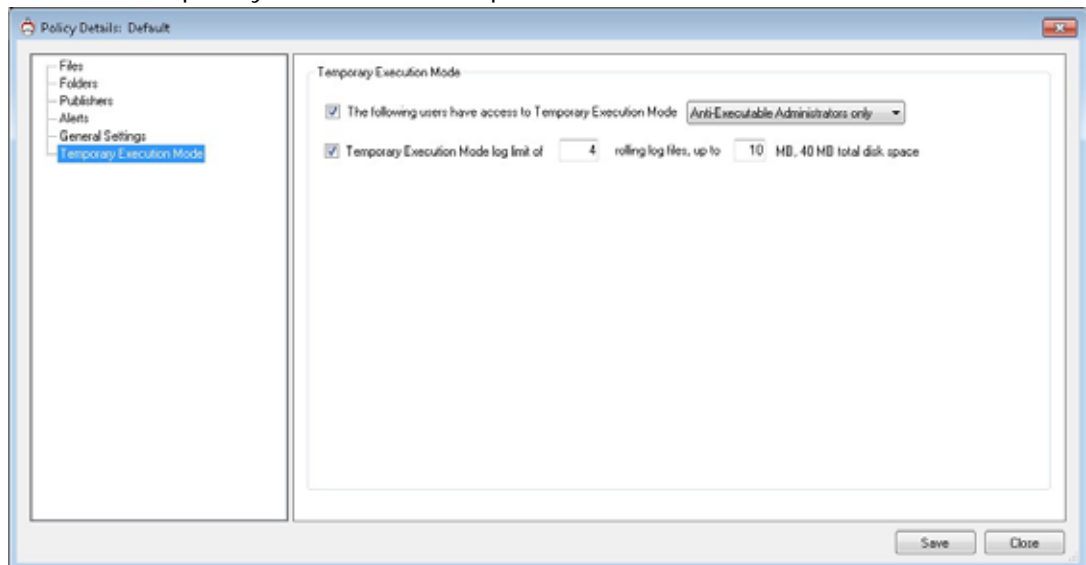 Policy Details: Default
Files
Folders
Publishers
Alerts
General Settings
Temporary Execution Mode
Temporary Execution Mode
The following users have access to Temporary Execution Mode Anti-Executable Administrators only
Temporary Execution Mode log limit of 4 rolling log files, up to 10 MB, 40 MB total disk space
Save Close